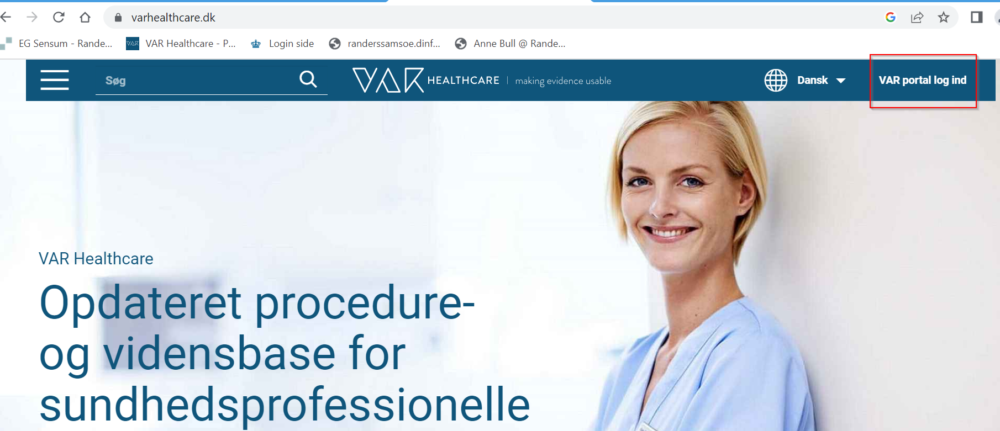 varhealthcare.dk
EG Sensum - Rande... VAR VAR Healthcare - P... Login side randerssamsoe.dinf... Anne Bull @ Rande...
Søg VAR HEALTHCARE | making evidence usable Dansk VAR portal log ind
VAR Healthcare
Opdateret procedure-
og vidensbase for
sundhedsprofessionelle